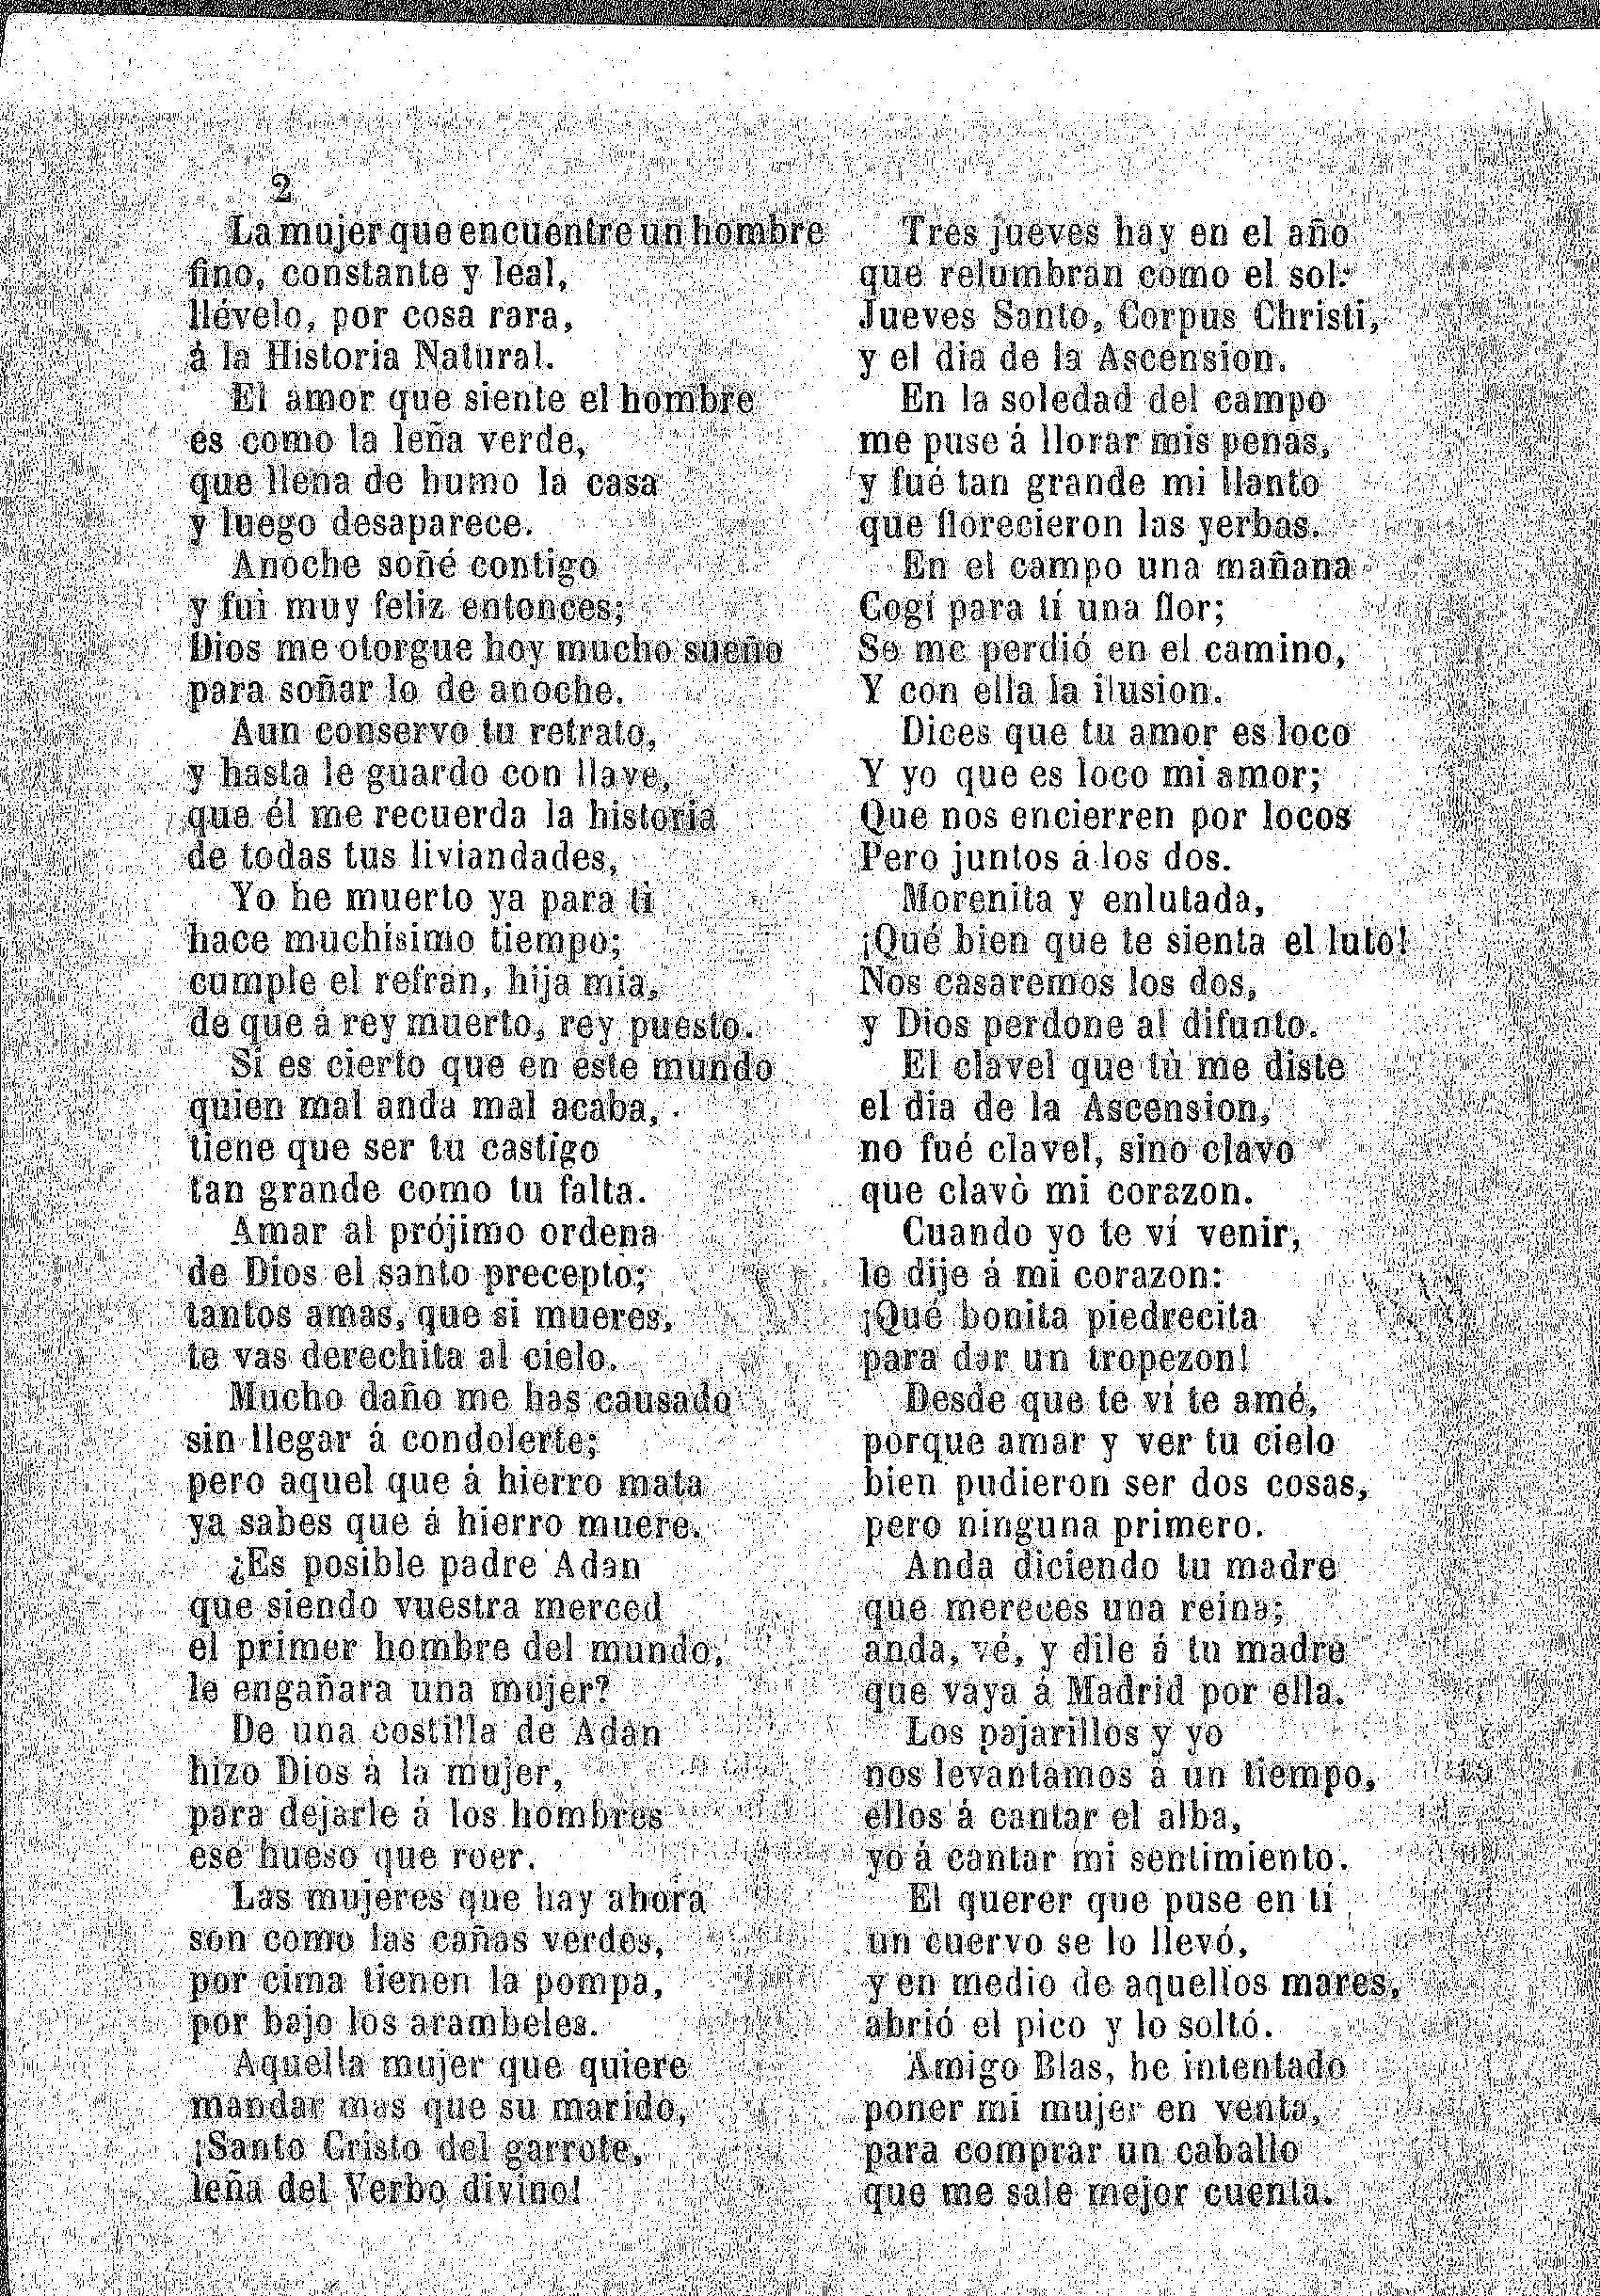 2
La mujer que encuentre un hombre
fino, constante y leal,
llévelo, por cosa rara,
á la Historia Natural.
El amor que siente el hombre
es como la leña verde,
que llena de humo la casa
y luego desaparece.
Anoche soñé contigo
y fui muy feliz entonces;
Dios me otorgue hoy mucho sueño
para soñar lo de anoche.
Aun conservo tu retrato,
y hasta le guardo con llave,
que él me recuerda la historia
de todas tus liviandades,
Yo he muerto ya para ti
hace muchisimo tiempo;
cumple el refran, hija mia,
de que á rey muerto, rey puesto.
Si es cierto que en este mundo
quien mal anda mal acaba,
tiene que ser tu castigo
tan grande como tu falta.
Amar al prójimo ordena
de Dios el santo precepto;
tantos amas, que si mueres,
te vas derechita al cielo.
Mucho daño me has causado
sin llegar á condolerte;
pero aquel que á hierro mata
ya sabes que á hierro muere.
¿Es posible padre Adan
que siendo vuestra merced
el primer hombre del mundo,
le engañara una mujer?
De una costilla de Adan
hizo Dios á la mujer,
para dejarle á los hombres
ese hueso que roer.
Las mujeres que hay ahora
son como las cañas verdes,
por cima tienen la pompa,
por bajo los arambeles.
Aquella mujer que quiere
mandar mas que su marido,
¡Santo Cristo del garrote,
leña del Verbo divino!
Tres jueves hay en el año
que relumbran como el sol:
Jueves Santo, Corpus Christi,
y el dia de la Ascension.
En la soledad del campo
me puse á llorar mis penas,
y fué tan grande mi llanto
que florecieron las yerbas.
En el campo una mañana
Cogí para tí una flor;
Se me perdió en el camino,
Y con ella la ilusion.
Dices que tu amor es loco
Y yo que es loco mi amor;
Que nos encierren por locos
Pero juntos á los dos.
Morenita y enlutada,
¡Qué bien que te sienta el luto!
Nos casaremos los dos,
y Dios perdone al difunto.
El clavel que tù me diste
el dia de la Ascension,
no fué clavel, sino clavo
que clavò mi corazon.
Cuando yo te ví venir,
le dije á mi corazon:
¡Qué bonita piedrecita
para dar un tropezon!
Desde que te ví te amé,
porque amar y ver tu cielo
bien pudieron ser dos cosas,
pero ninguna primero.
Anda diciendo tu madre
que mereces una reina;
anda, vé, y dile á tu madre
que vaya á Madrid por ella.
Los pajarillos y yo
nos levantamos á un tiempo,
ellos á cantar el alba,
yo á cantar mi sentimiento.
El querer que puse en tí
un cuervo se lo llevó,
y en medio de aquellos mares,
abrió el pico y lo soltó.
Amigo Blas, he intentado
poner mi mujer en venta,
para comprar un caballo
que me sale mejor cuenta.